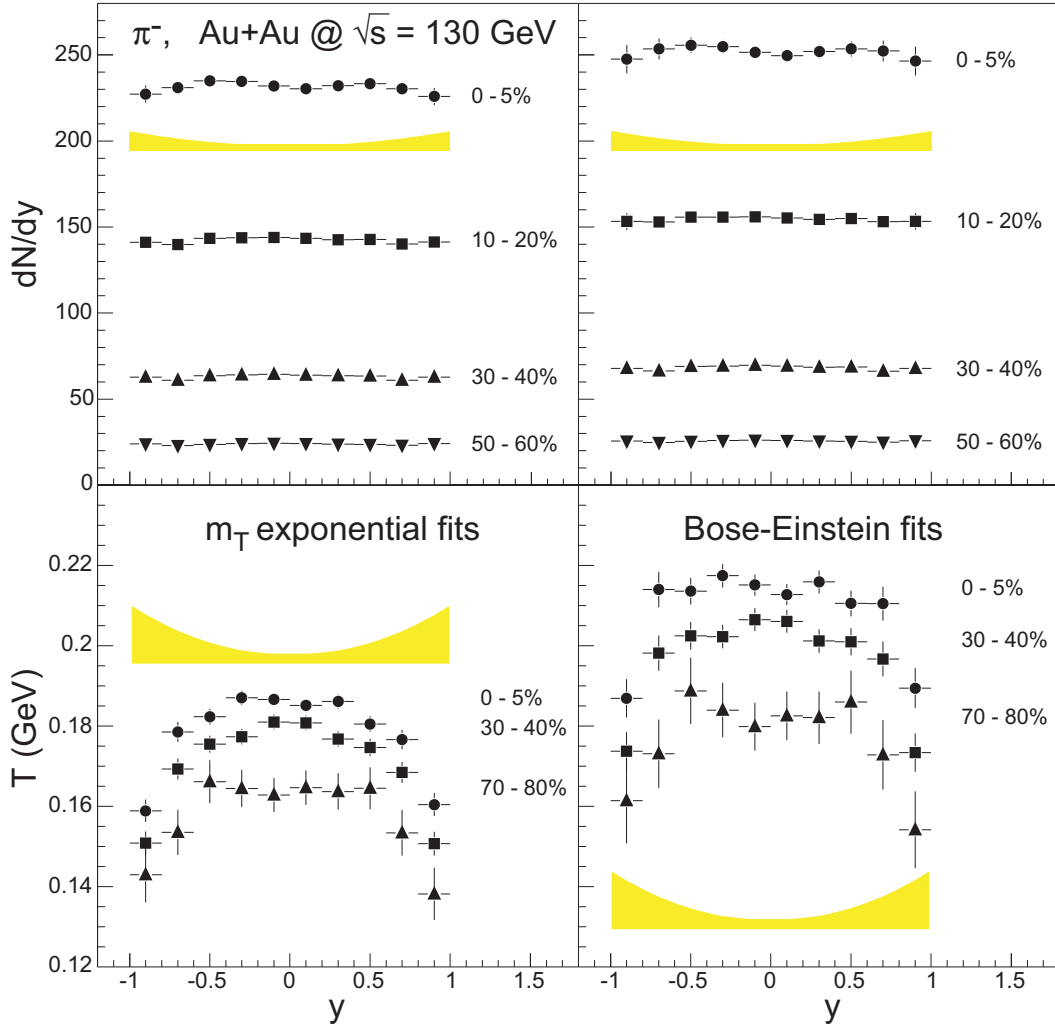 π⁻, Au+Au @ √s = 130 GeV
dN/dy
250
200
150
100
50
0
0 - 5%
10 - 20%
30 - 40%
50 - 60%
0 - 5%
10 - 20%
30 - 40%
50 - 60%
m_T exponential fits
T (GeV)
0.22
0.2
0.18
0.16
0.14
0.12
0 - 5%
30 - 40%
70 - 80%
-1 -0.5 0 0.5 1 1.5
y
Bose-Einstein fits
0 - 5%
30 - 40%
70 - 80%
-1 -0.5 0 0.5 1 1.5
y